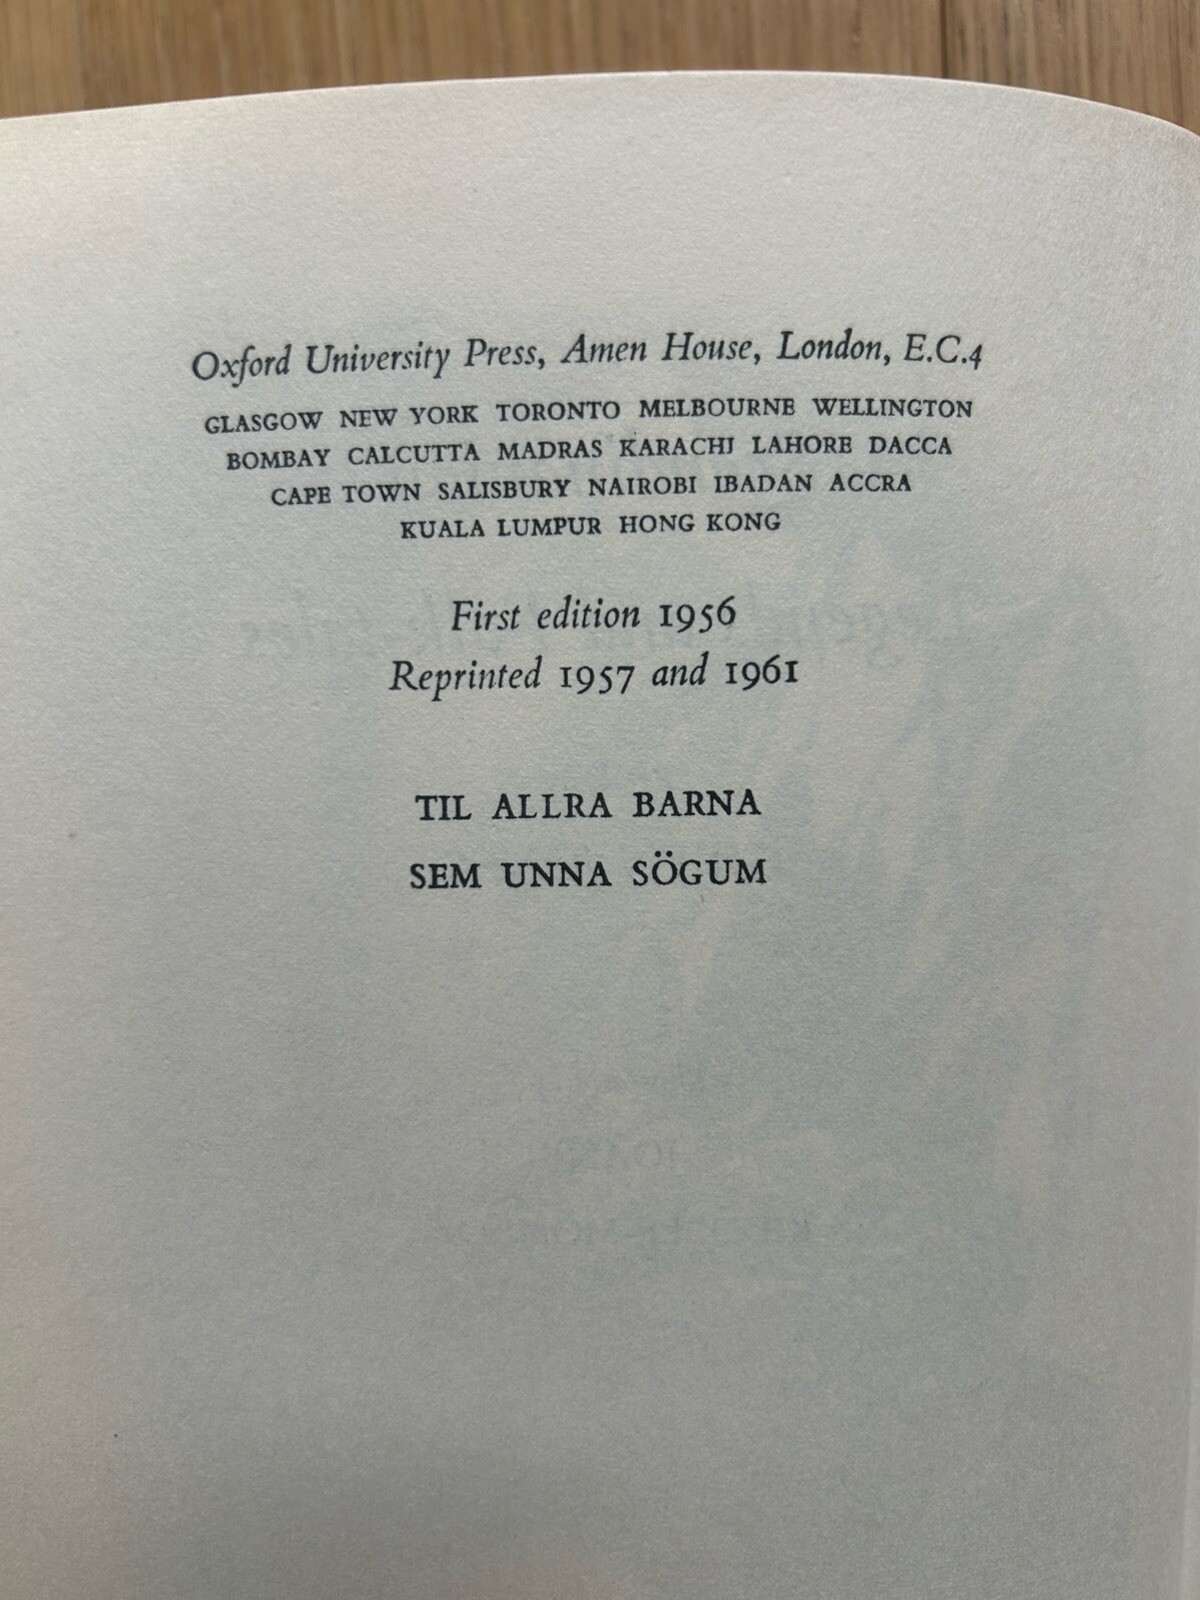 Oxford University Press, Amen House, London, E.C.4
GLASGOW NEW YORK TORONTO MELBOURNE WELLINGTON
BOMBAY CALCUTTA MADRAS KARACHI LAHORE DACCA
CAPE TOWN SALISBURY NAIROBI IBADAN ACCRA
KUALA LUMPUR HONG KONG
First edition 1956
Reprinted 1957 and 1961
TIL ALLRA BARNA
SEM UNNA SÖGUM